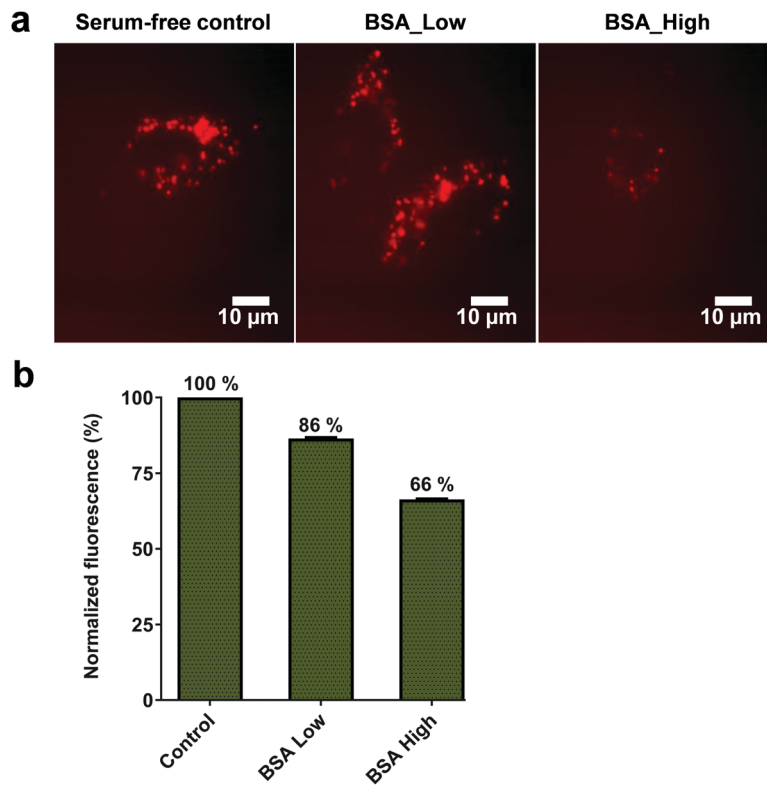 a
Serum-free control
BSA_Low
BSA_High
10 µm
10 µm
10 µm
b
Normalized fluorescence (%)
100
75
50
25
0
100 %
86 %
66 %
Control
BSA Low
BSA High